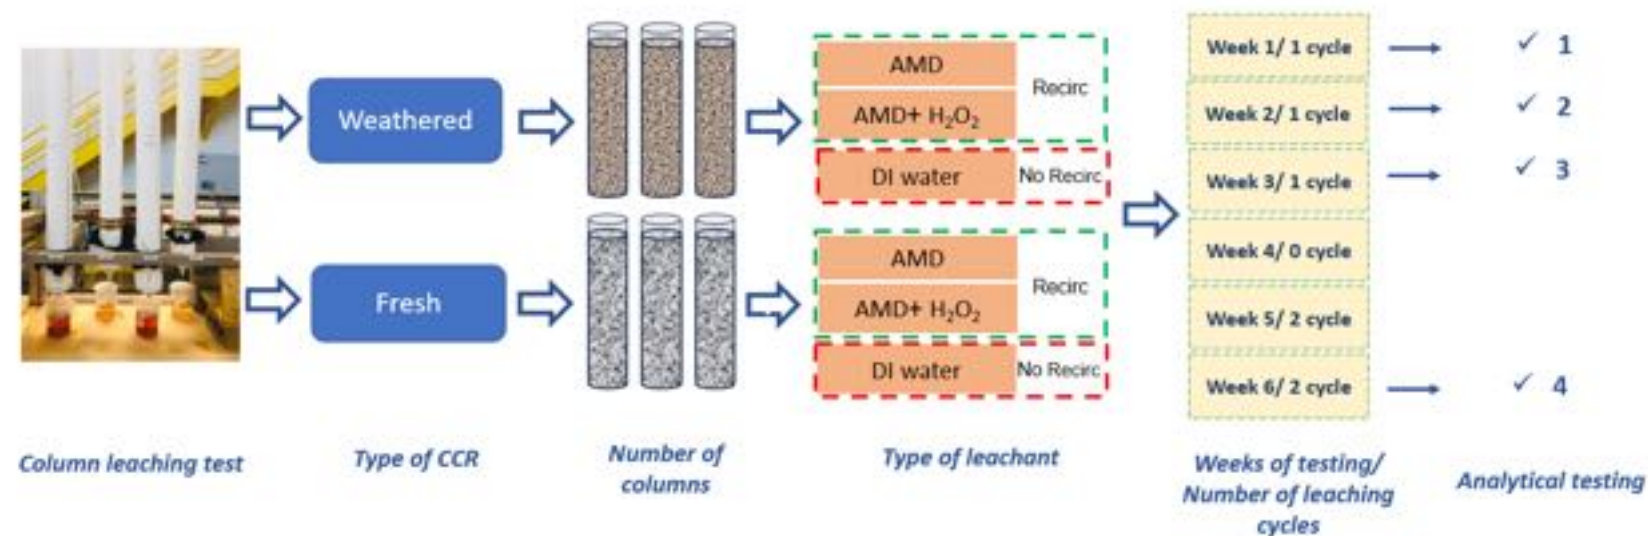 Weathered
Fresh
AMD
AMD+ H₂O₂
Recirc
DI water
No Recirc
AMD
AMD+ H₂O₂
Recirc
DI water
No Recirc
Week 1/ 1 cycle
✓ 1
Week 2/ 1 cycle
✓ 2
Week 3/ 1 cycle
✓ 3
Week 4/ 0 cycle
Week 5/ 2 cycle
Week 6/ 2 cycle
✓ 4
Column leaching test
Type of CCR
Number of
columns
Type of leachant
Weeks of testing/
Number of leaching
cycles
Analytical testing